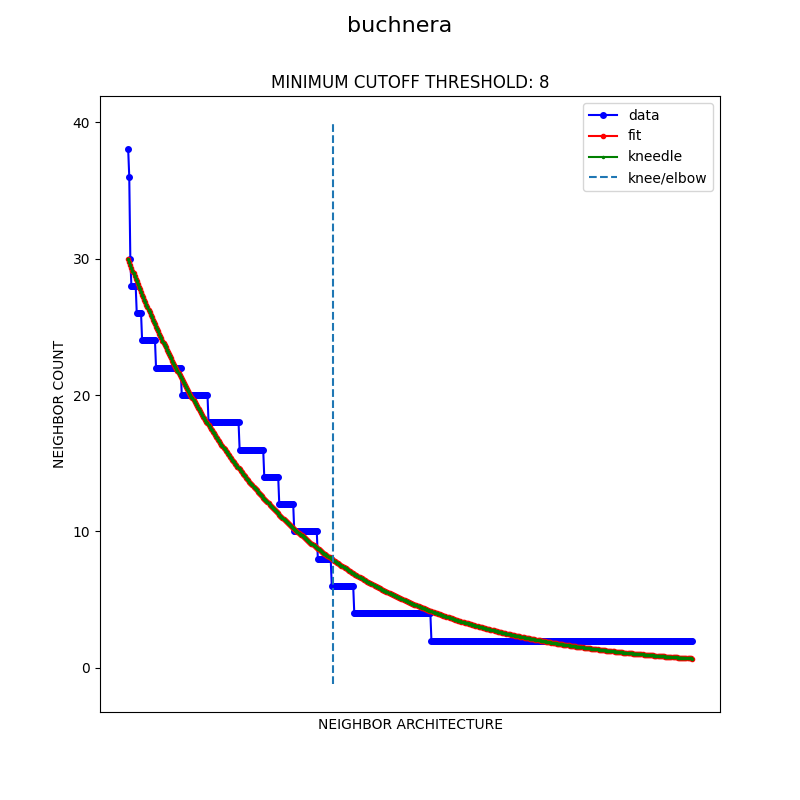 buchnera
MINIMUM CUTOFF THRESHOLD: 8
data
fit
kneedle
knee/elbow
40
30
20
10
0
NEIGHBOR COUNT
NEIGHBOR ARCHITECTURE